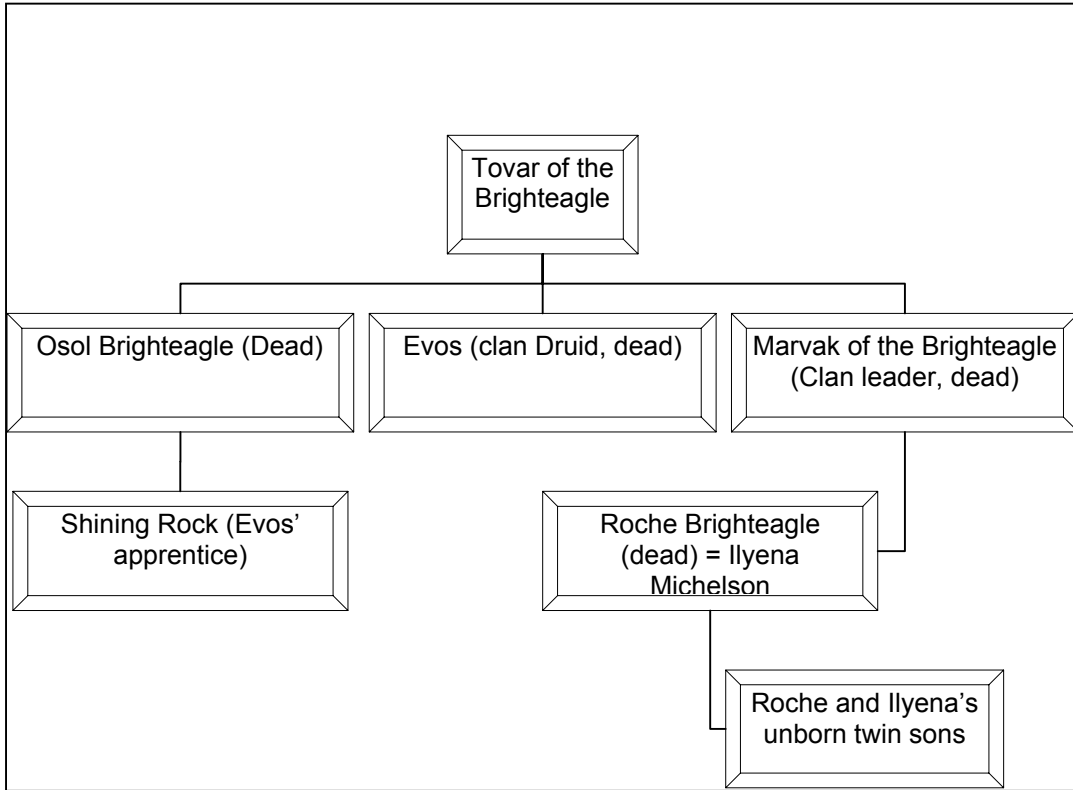 Tovar of the
Brighteagle
Osol Brighteagle (Dead)
Evos (clan Druid, dead)
Marvak of the Brighteagle
(Clan leader, dead)
Shining Rock (Evos’
apprentice)
Roche Brighteagle
(dead) = Ilyena
Michelson
Roche and Ilyena’s
unborn twin sons